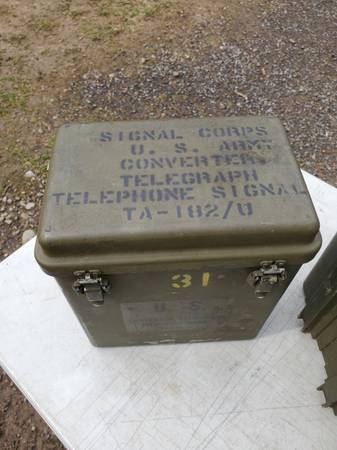 SIGNAL CORPS
U. S. ARMY
CONVERTER
TELEGRAPH
TELEPHONE SIGNAL
TA-182/U
31
U. S.